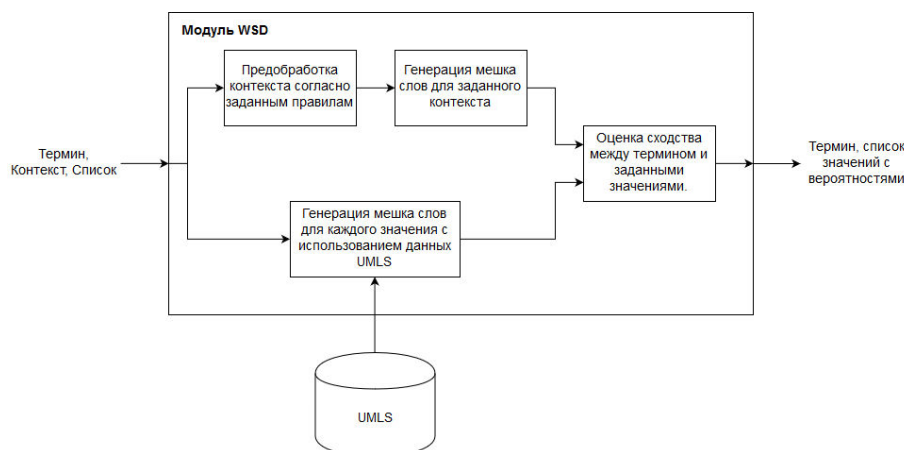 Модуль WSD
Предобработка
контекста согласно
заданным правилам
Генерация мешка
слов для заданного
контекста
Термин,
Контекст, Список
Оценка сходства
между термином и
заданными
значениями.
Термин, список
значений с
вероятностями
Генерация мешка слов
для каждого значения с
использованием данных
UMLS
UMLS